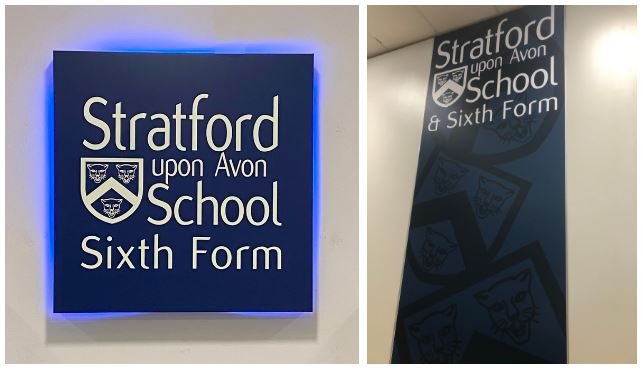 Stratford
upon Avon
School
Sixth Form
Stratford
upon Avon
School
& Sixth Form